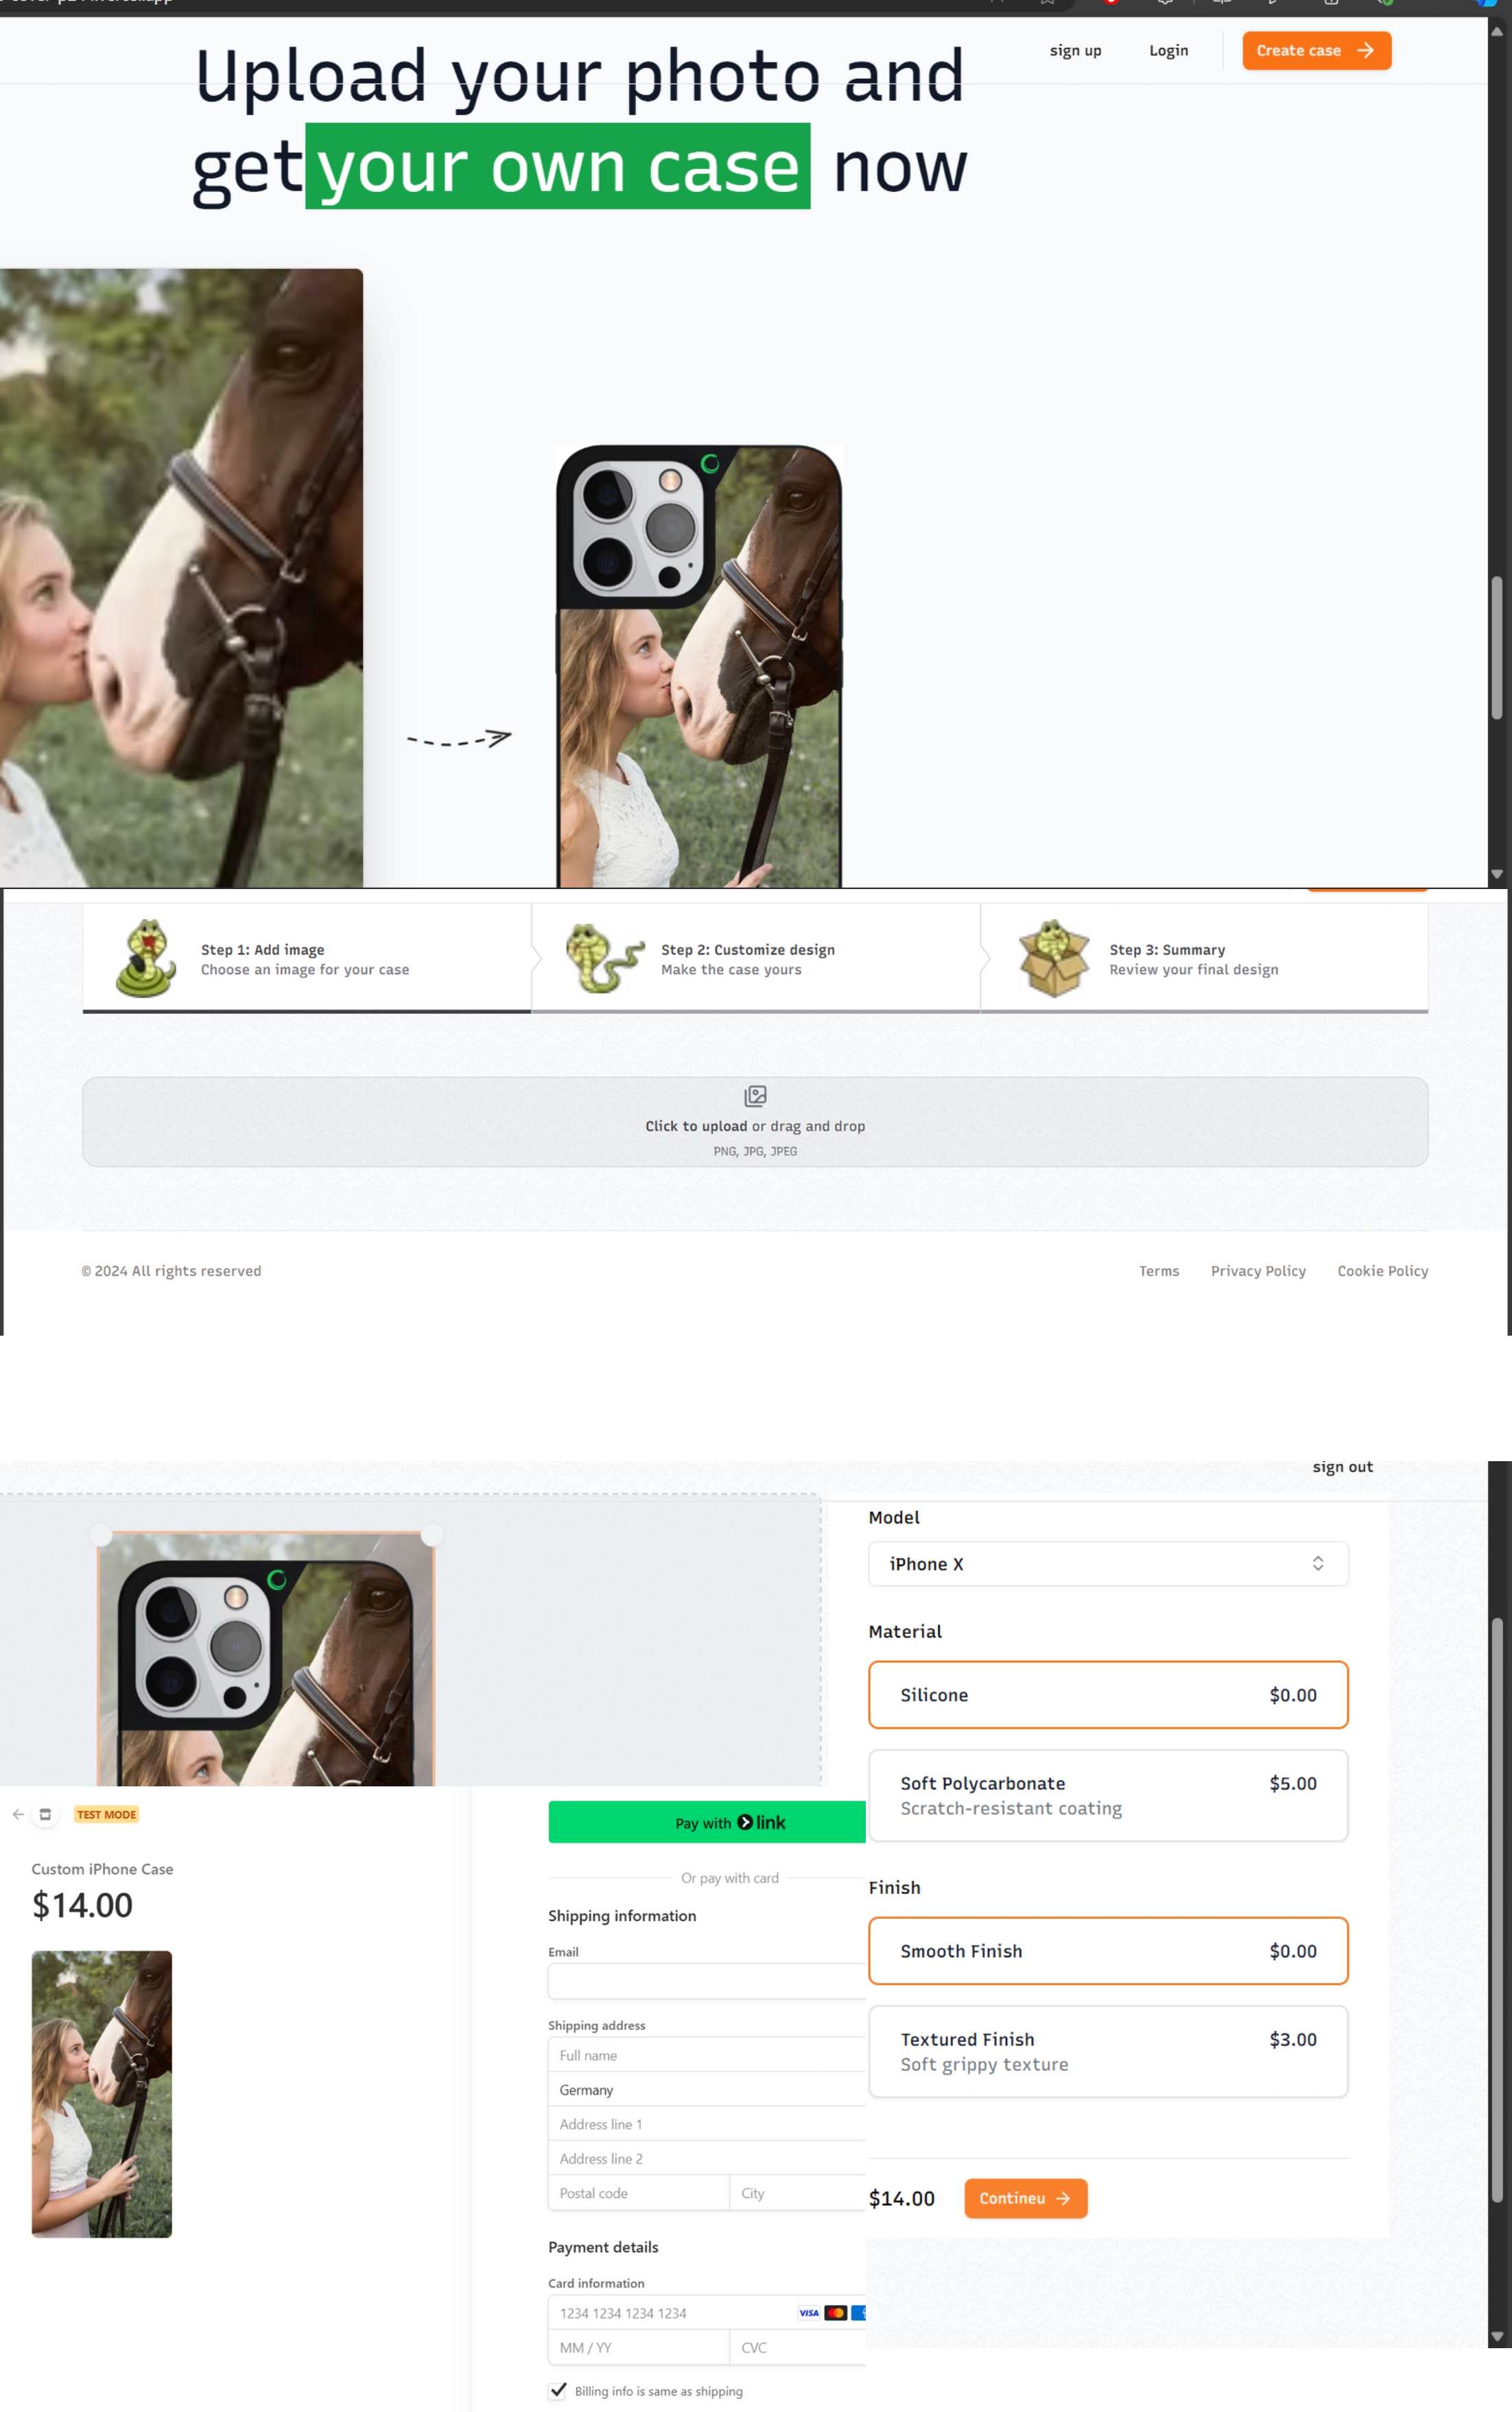 sign up
Login
Create case
Upload your photo and
get your own case now
Step 1: Add image
Choose an image for your case
Step 2: Customize design
Make the case yours
Step 3: Summary
Review your final design
Click to upload or drag and drop
PNG, JPG, JPEG
© 2024 All rights reserved
Terms
Privacy Policy
Cookie Policy
sign out
Model
iPhone X
Material
Silicone
$0.00
Soft Polycarbonate
$5.00
Scratch-resistant coating
Finish
Smooth Finish
$0.00
Textured Finish
$3.00
Soft grippy texture
$14.00
Contineu
TEST MODE
Custom iPhone Case
$14.00
Pay with link
Or pay with card
Shipping information
Email
Shipping address
Full name
Germany
Address line 1
Address line 2
Postal code
City
Payment details
Card information
1234 1234 1234 1234
VISA
MM / YY
CVC
Billing info is same as shipping